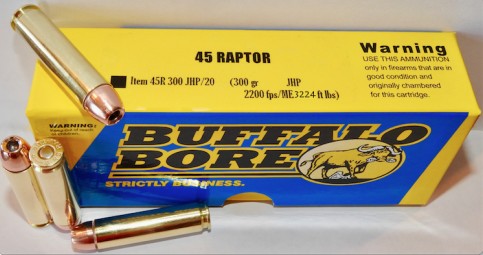 45 RAPTOR
Item 45R 300 JHP/20 (300 gr JHP
2200 fps/ME3224 ft lbs)
Warning
USE THIS AMMUNITION
only in firearms that are in
good condition and
originally chambered
for this cartridge.
WARNING:
BUFFALO
BORE
STRICTLY BUSINESS.